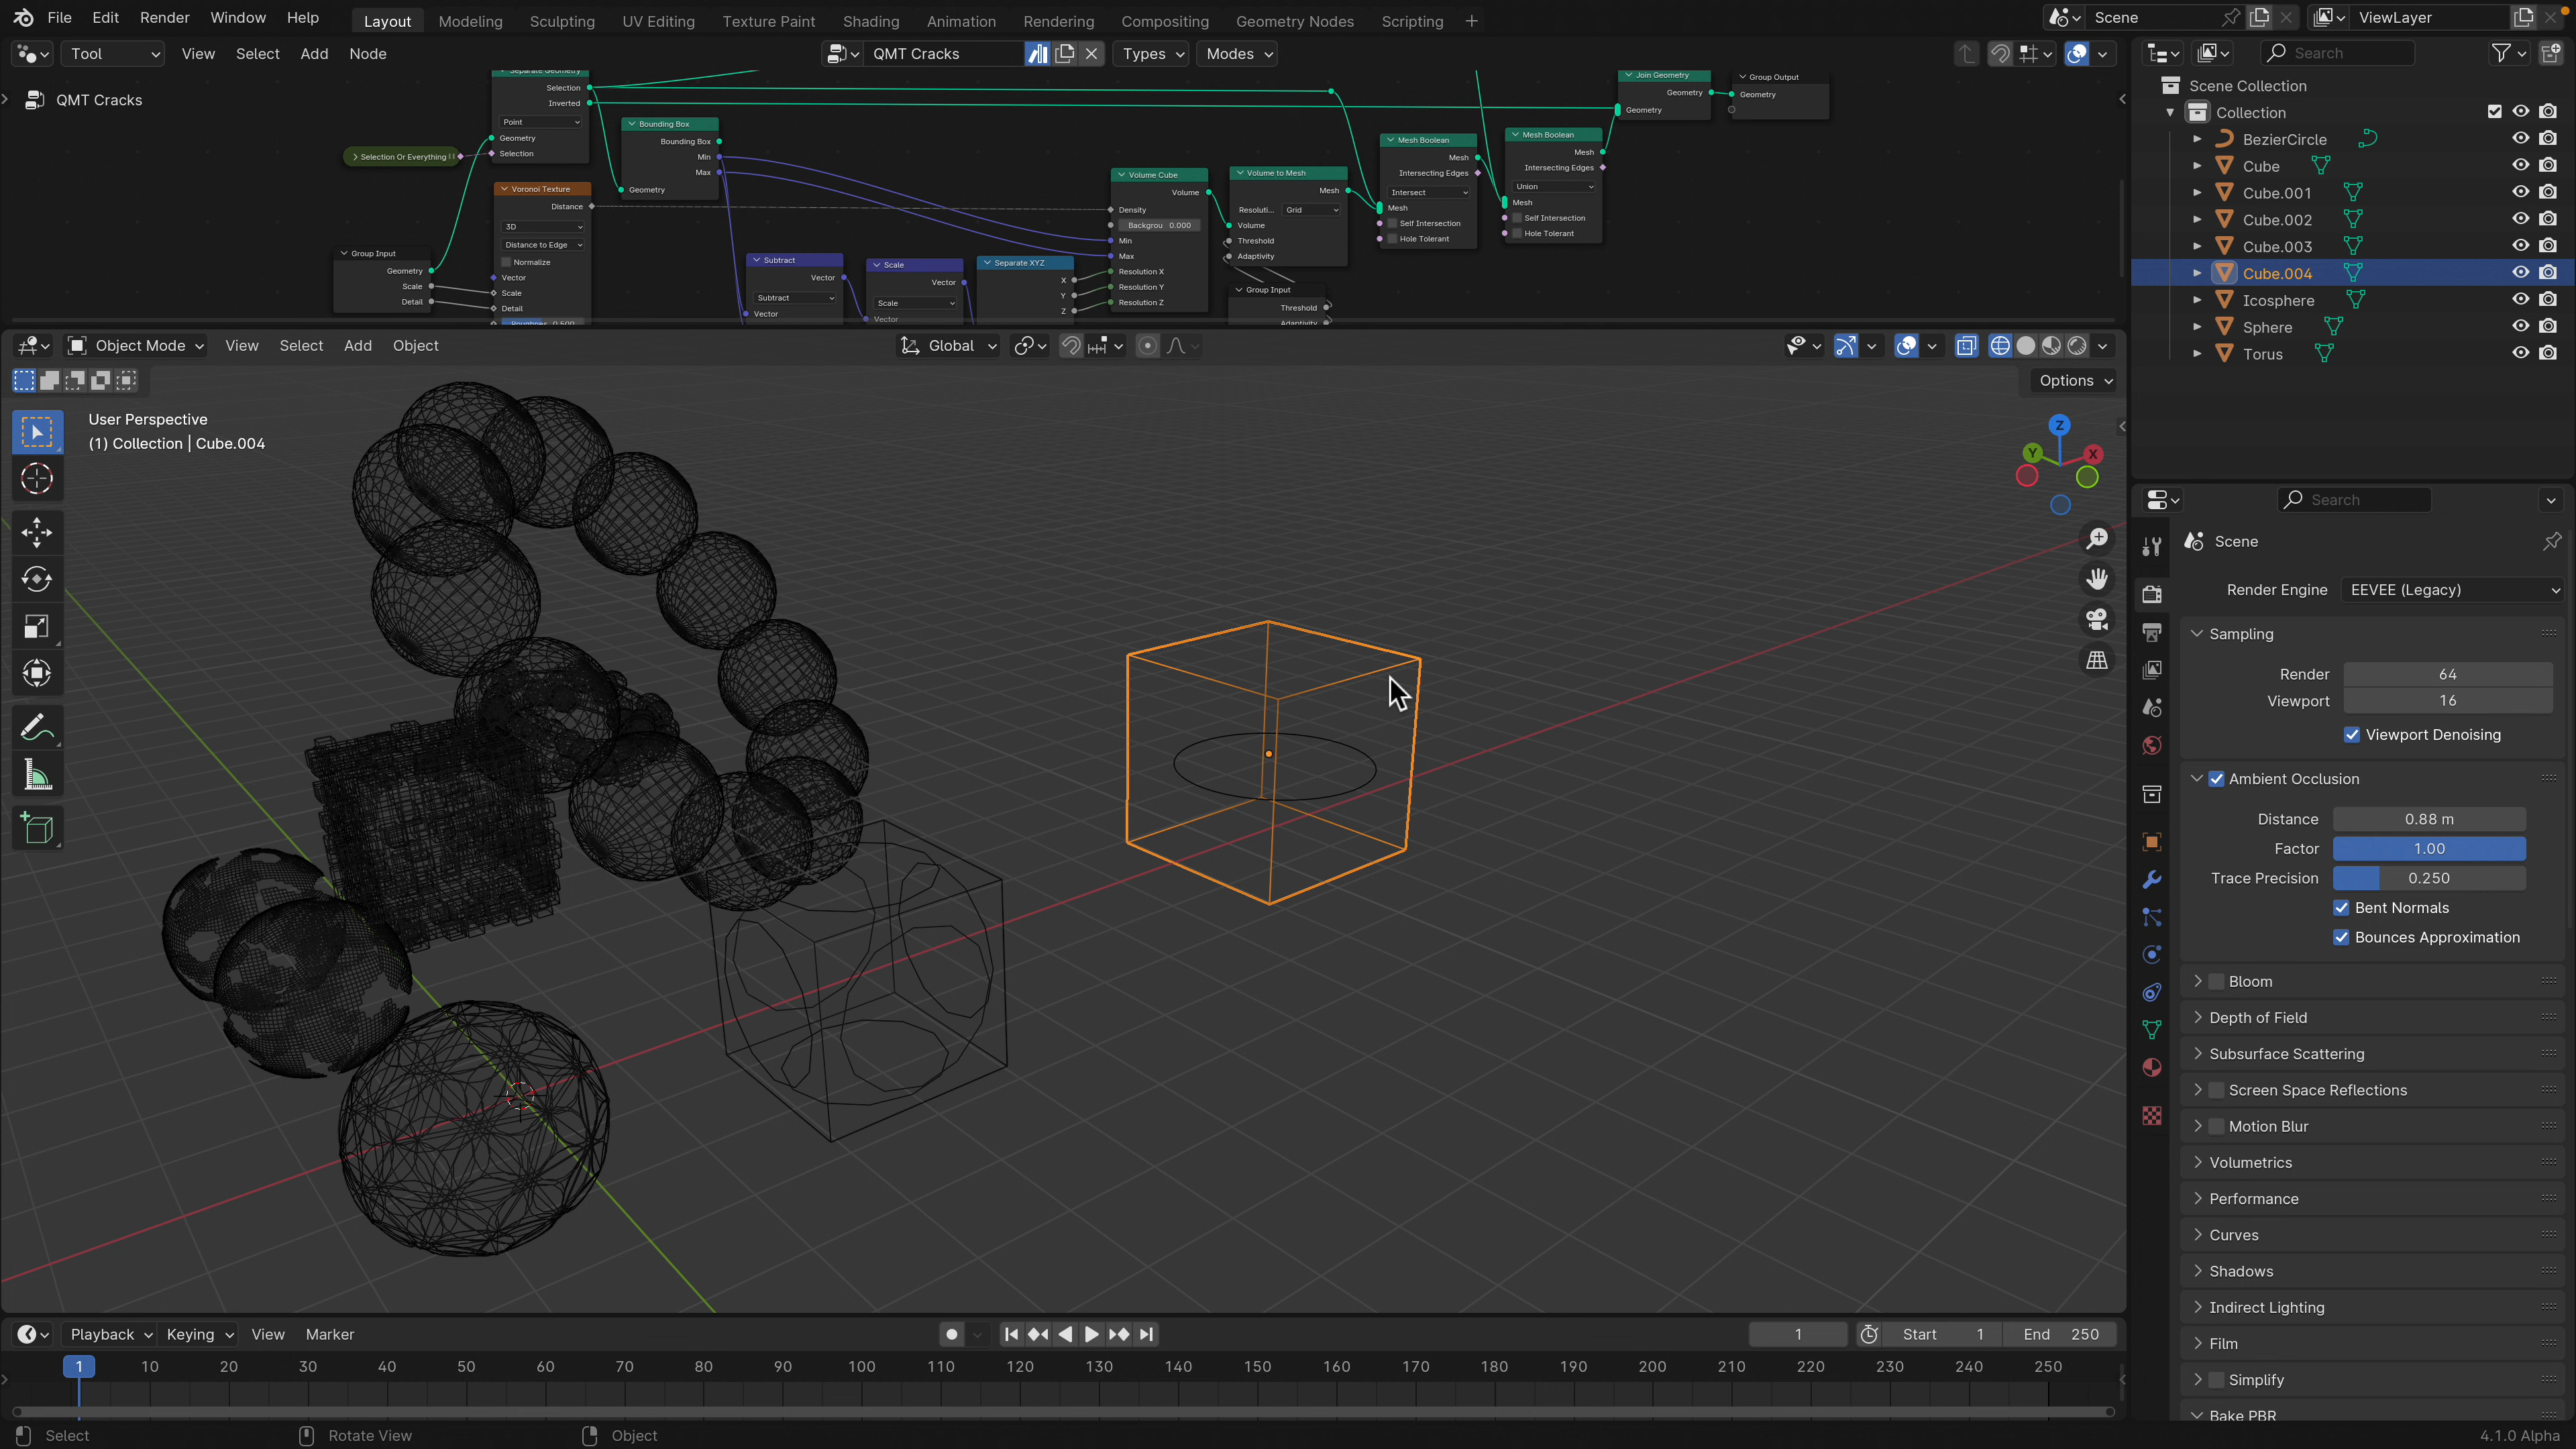 File Edit Render Window Help Layout Modeling Sculpting UV Editing Texture Paint Shading Animation Rendering Compositing Geometry Nodes Scripting Scene ViewLayer
Tool View Select Add Node QMT Cracks Types Modes Search
QMT Cracks
Separate Geometry
Selection
Inverted
Point
Geometry
Selection
Selection Or Everything
Bounding Box
Bounding Box
Min
Max
Geometry
Voronoi Texture
Distance
3D
Distance to Edge
Normalize
Vector
Scale
Detail
Roughness 0.500
Group Input
Geometry
Scale
Detail
Subtract
Vector
Subtract
Vector
Scale
Vector
Scale
Vector
Separate XYZ
X
Y
Z
Volume Cube
Volume
Density
Backgrou 0.000
Min
Max
Resolution X
Resolution Y
Resolution Z
Volume to Mesh
Mesh
Resoluti... Grid
Volume
Threshold
Adaptivity
Group Input
Threshold
Adaptivity
Mesh Boolean
Mesh
Intersecting Edges
Intersect
Mesh
Self Intersection
Hole Tolerant
Mesh Boolean
Mesh
Intersecting Edges
Union
Mesh
Self Intersection
Hole Tolerant
Join Geometry
Geometry
Geometry
Group Output
Geometry
Scene Collection
Collection
BezierCircle
Cube
Cube.001
Cube.002
Cube.003
Cube.004
Icosphere
Sphere
Torus
Object Mode View Select Add Object Global
Options
User Perspective
(1) Collection | Cube.004
Z
Y
X
Search
Scene
Render Engine EEVEE (Legacy)
Sampling
Render 64
Viewport 16
Viewport Denoising
Ambient Occlusion
Distance 0.88 m
Factor 1.00
Trace Precision 0.250
Bent Normals
Bounces Approximation
Bloom
Depth of Field
Subsurface Scattering
Screen Space Reflections
Motion Blur
Volumetrics
Performance
Curves
Shadows
Indirect Lighting
Film
Simplify
Bake PBR
Playback Keying View Marker 1 Start 1 End 250
1 10 20 30 40 50 60 70 80 90 100 110 120 130 140 150 160 170 180 190 200 210 220 230 240 250
Select Rotate View Object 4.1.0 Alpha